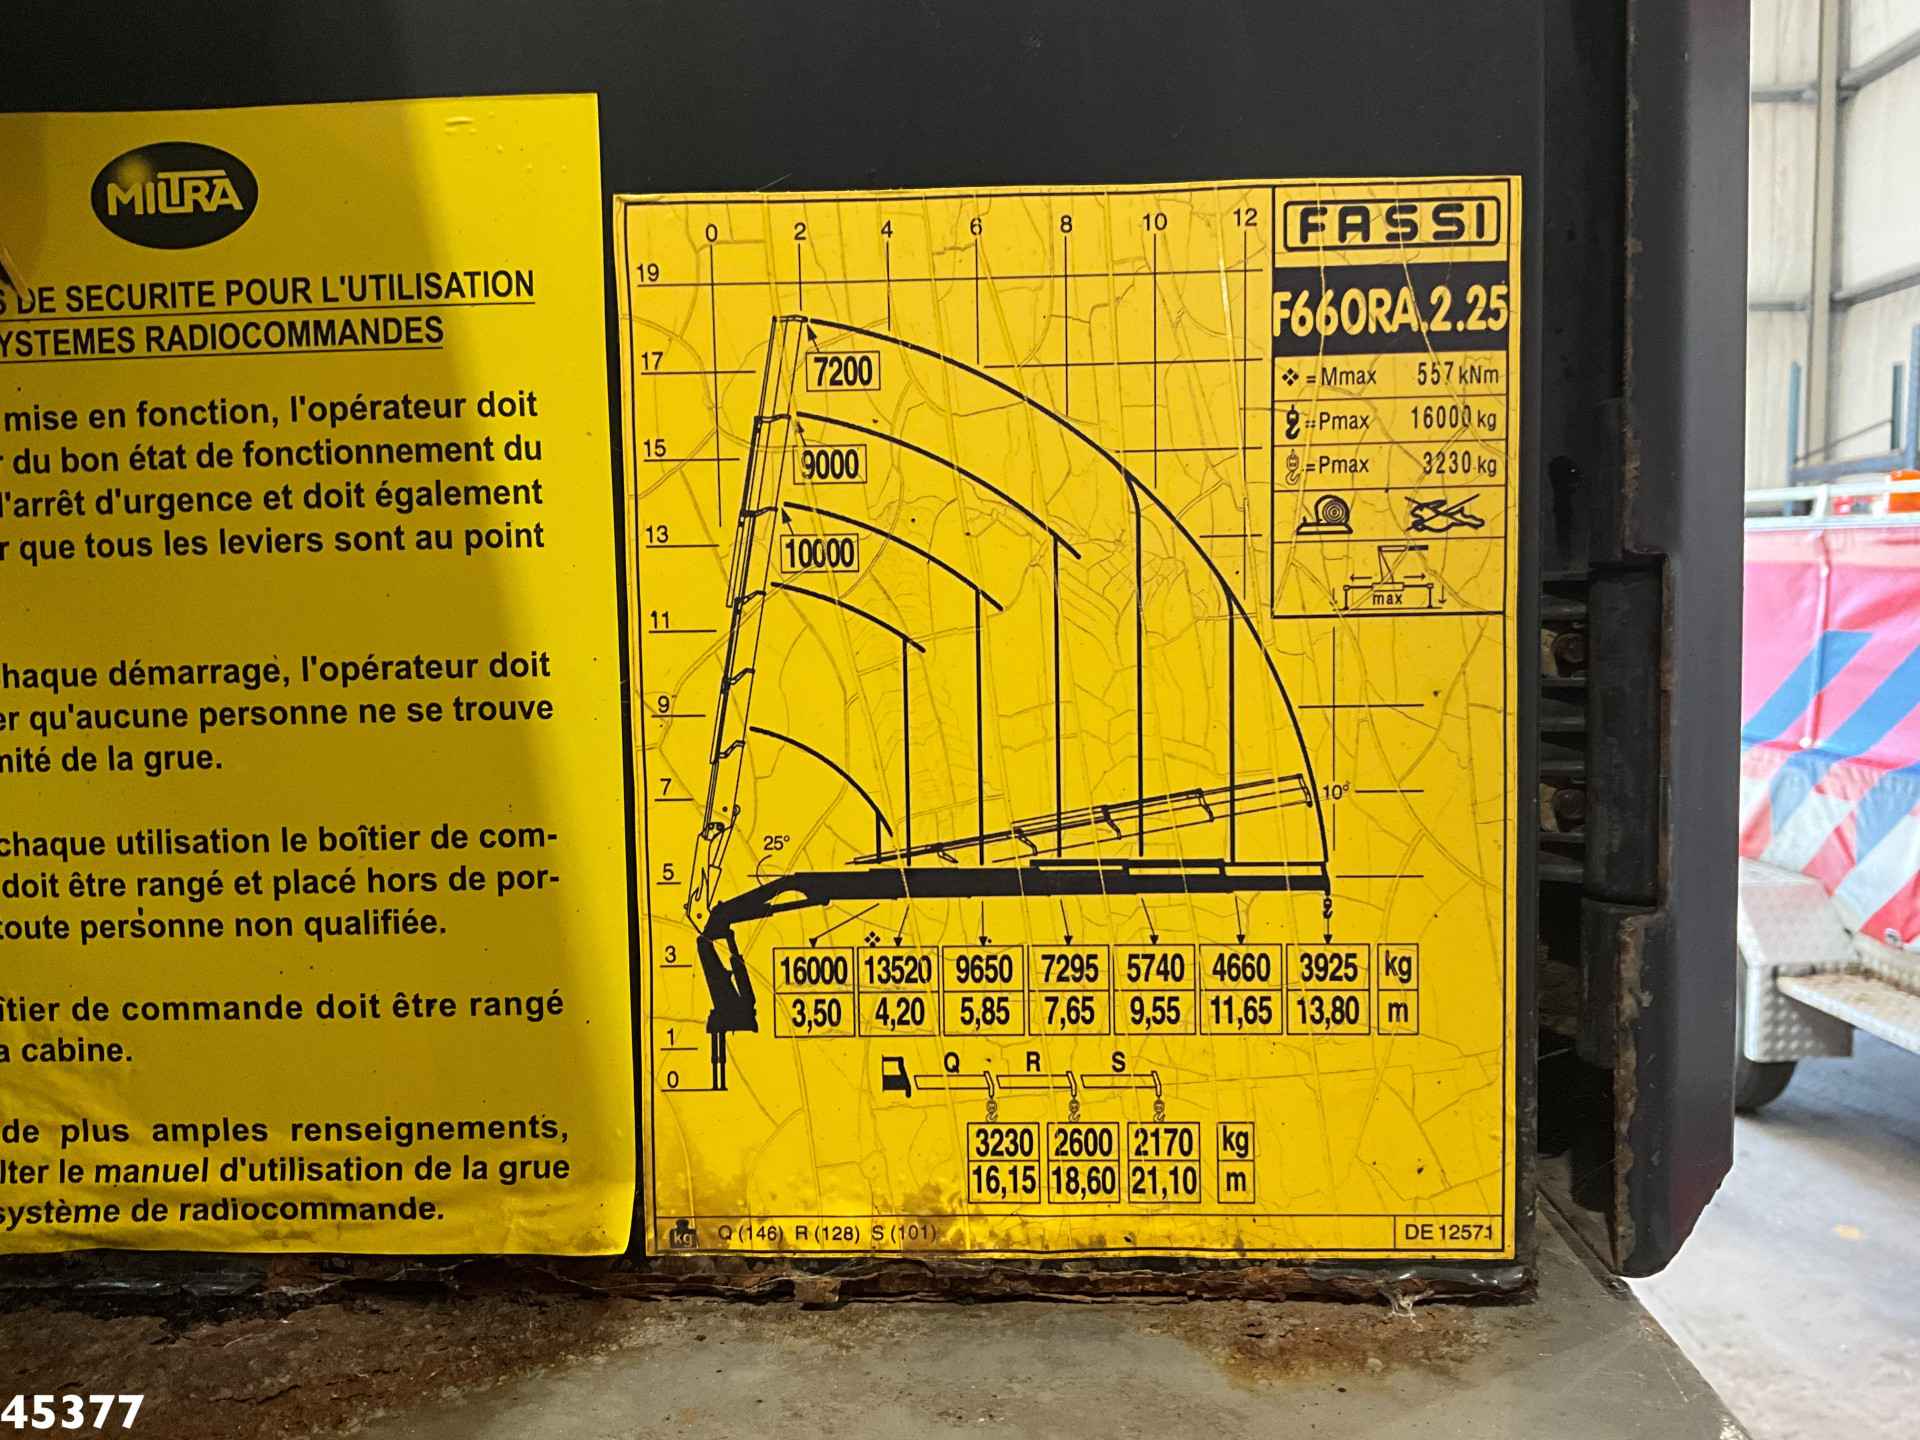 MILTRA
DE SECURITE POUR L'UTILISATION
YSTEMES RADIOCOMMANDES
mise en fonction, l'opérateur doit
du bon état de fonctionnement du
l'arrêt d'urgence et doit également
r que tous les leviers sont au point
haque démarrage, l'opérateur doit
er qu'aucune personne ne se trouve
mité de la grue.
chaque utilisation le boîtier de com-
doit être rangé et placé hors de por-
toute personne non qualifiée.
îtier de commande doit être rangé
a cabine.
de plus amples renseignements,
lter le manuel d'utilisation de la grue
système de radiocommande.
0 2 4 6 8 10 12
19
17
15
13
11
9
7
5
3
1
0
7200
9000
10000
25°
10°
FASSI
F660RA.2.25
= Mmax 557 kNm
= Pmax 16000 kg
= Pmax 3230 kg
max
16000 13520 9650 7295 5740 4660 3925 kg
3,50 4,20 5,85 7,65 9,55 11,65 13,80 m
Q R S
3230 2600 2170 kg
16,15 18,60 21,10 m
kg Q (146) R (128) S (101)
DE 12571
45377